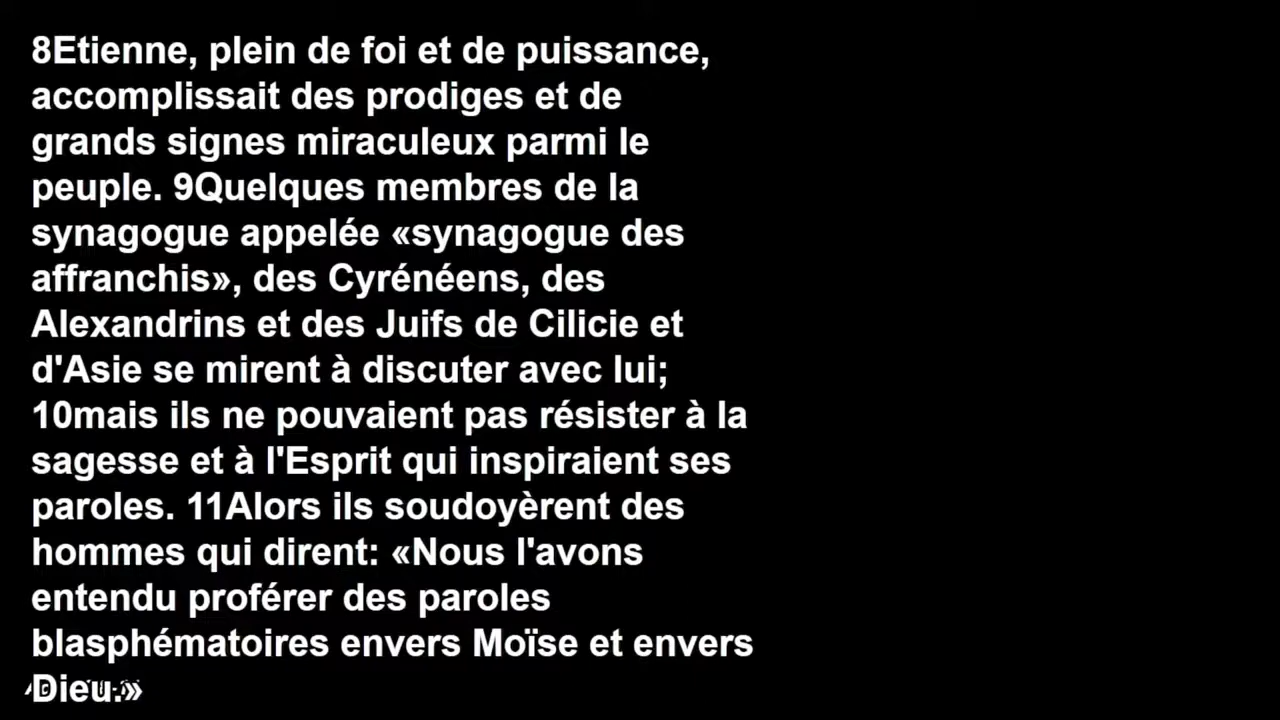 8Etienne, plein de foi et de puissance,
accomplissait des prodiges et de
grands signes miraculeux parmi le
peuple. 9Quelques membres de la
synagogue appelée «synagogue des
affranchis», des Cyrénéens, des
Alexandrins et des Juifs de Cilicie et
d'Asie se mirent à discuter avec lui;
10mais ils ne pouvaient pas résister à la
sagesse et à l'Esprit qui inspiraient ses
paroles. 11Alors ils soudoyèrent des
hommes qui dirent: «Nous l'avons
entendu proférer des paroles
blasphématoires envers Moïse et envers
Dieu.»